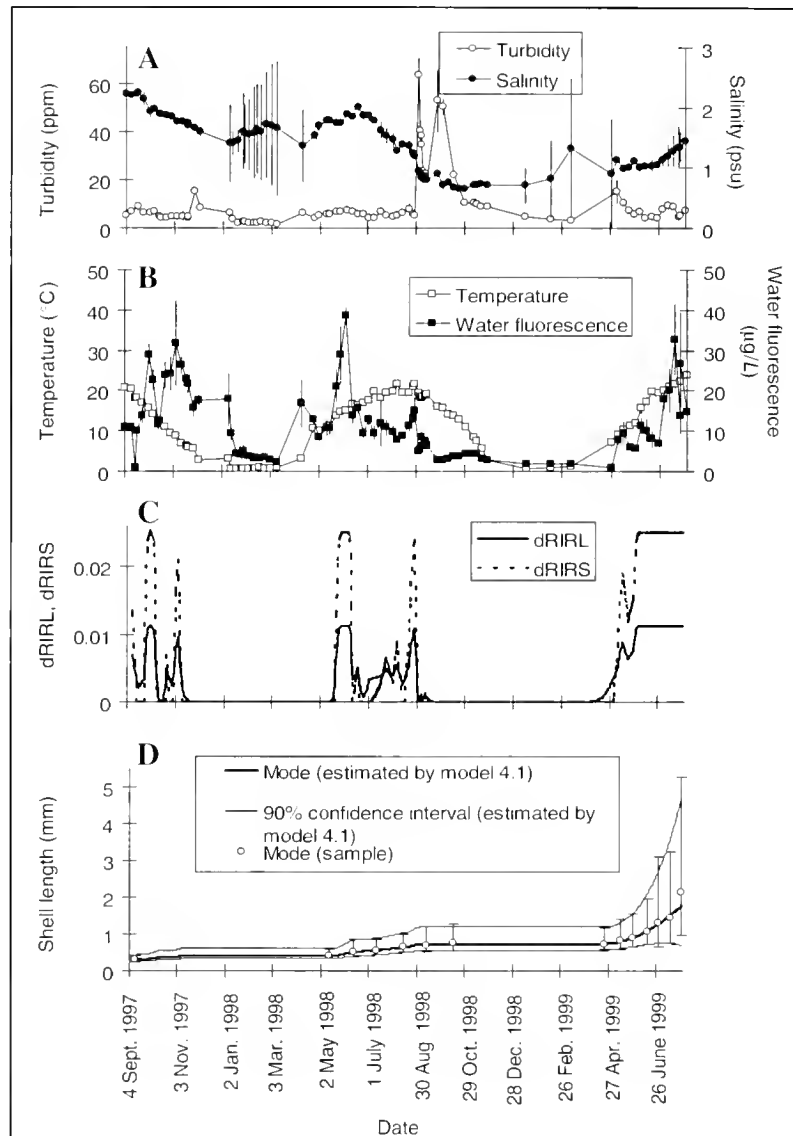 A
Turbidity
Salinity
Turbidity (ppm)
60
40
20
0
3
2
1
0
Salinity (psu)
B
Temperature
Water fluorescence
Temperature (°C)
50
40
30
20
10
0
50
40
30
20
10
0
Water fluorescence
(µg/L)
C
dRIRL
dRIRS
dRIRL, dRIRS
0.02
0.01
0
D
Mode (estimated by model 4.1)
90% confidence interval (estimated by
model 4.1)
Mode (sample)
Shell length (mm)
5
4
3
2
1
0
4 Sept. 1997
3 Nov. 1997
2 Jan. 1998
3 Mar. 1998
2 May 1998
1 July 1998
30 Aug 1998
29 Oct. 1998
28 Dec. 1998
26 Feb. 1999
27 Apr. 1999
26 June 1999
Date